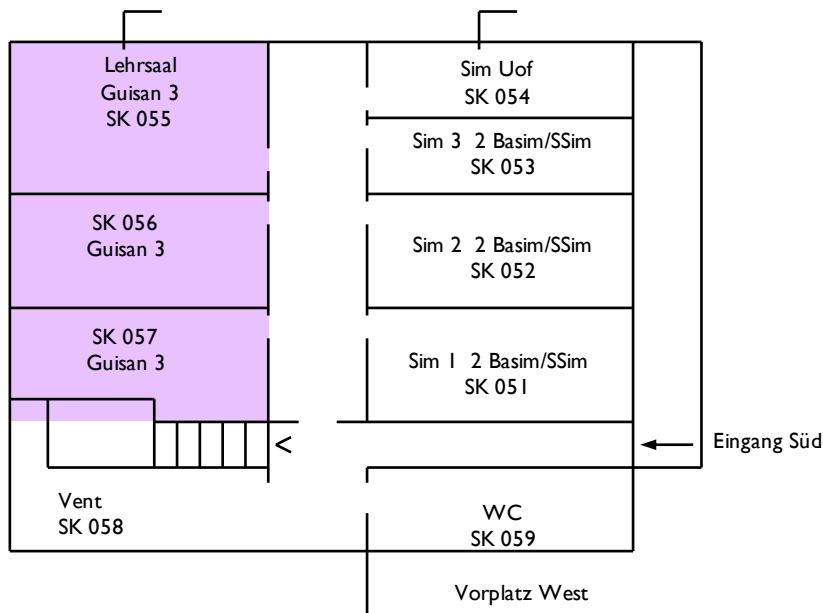 Lehrsaal
Guisan 3
SK 055
Sim Uof
SK 054
Sim 3 2 Basim/SSim
SK 053
SK 056
Guisan 3
Sim 2 2 Basim/SSim
SK 052
SK 057
Guisan 3
Sim 1 2 Basim/SSim
SK 051
<
Eingang Süd
Vent
SK 058
WC
SK 059
Vorplatz West